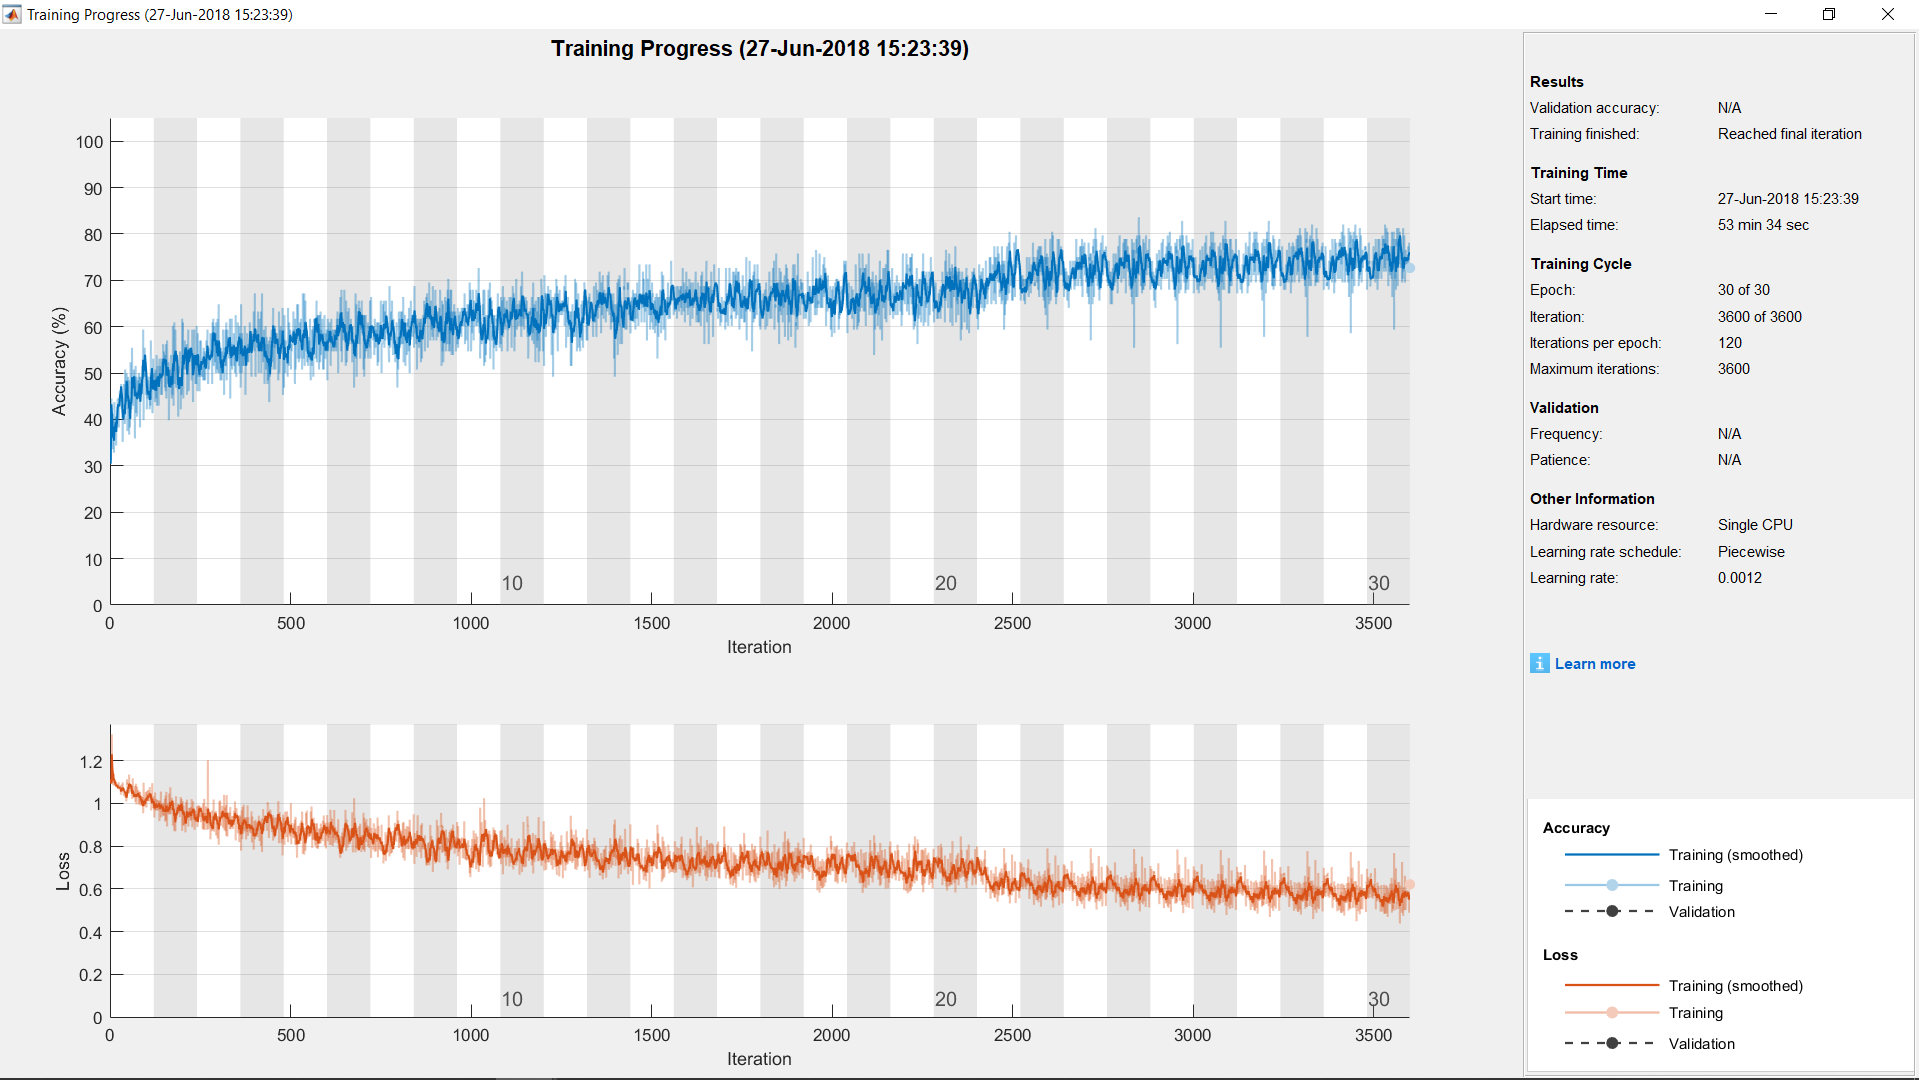 Training Progress (27-Jun-2018 15:23:39)
Training Progress (27-Jun-2018 15:23:39)
100
90
80
70
60
50
40
30
20
10
0
Accuracy (%)
10
20
30
0
500
1000
1500
2000
2500
3000
3500
Iteration
1.2
1
0.8
0.6
0.4
0.2
0
Loss
10
20
30
0
500
1000
1500
2000
2500
3000
3500
Iteration
Results
Validation accuracy: N/A
Training finished: Reached final iteration
Training Time
Start time: 27-Jun-2018 15:23:39
Elapsed time: 53 min 34 sec
Training Cycle
Epoch: 30 of 30
Iteration: 3600 of 3600
Iterations per epoch: 120
Maximum iterations: 3600
Validation
Frequency: N/A
Patience: N/A
Other Information
Hardware resource: Single CPU
Learning rate schedule: Piecewise
Learning rate: 0.0012
i Learn more
Accuracy
Training (smoothed)
Training
Validation
Loss
Training (smoothed)
Training
Validation